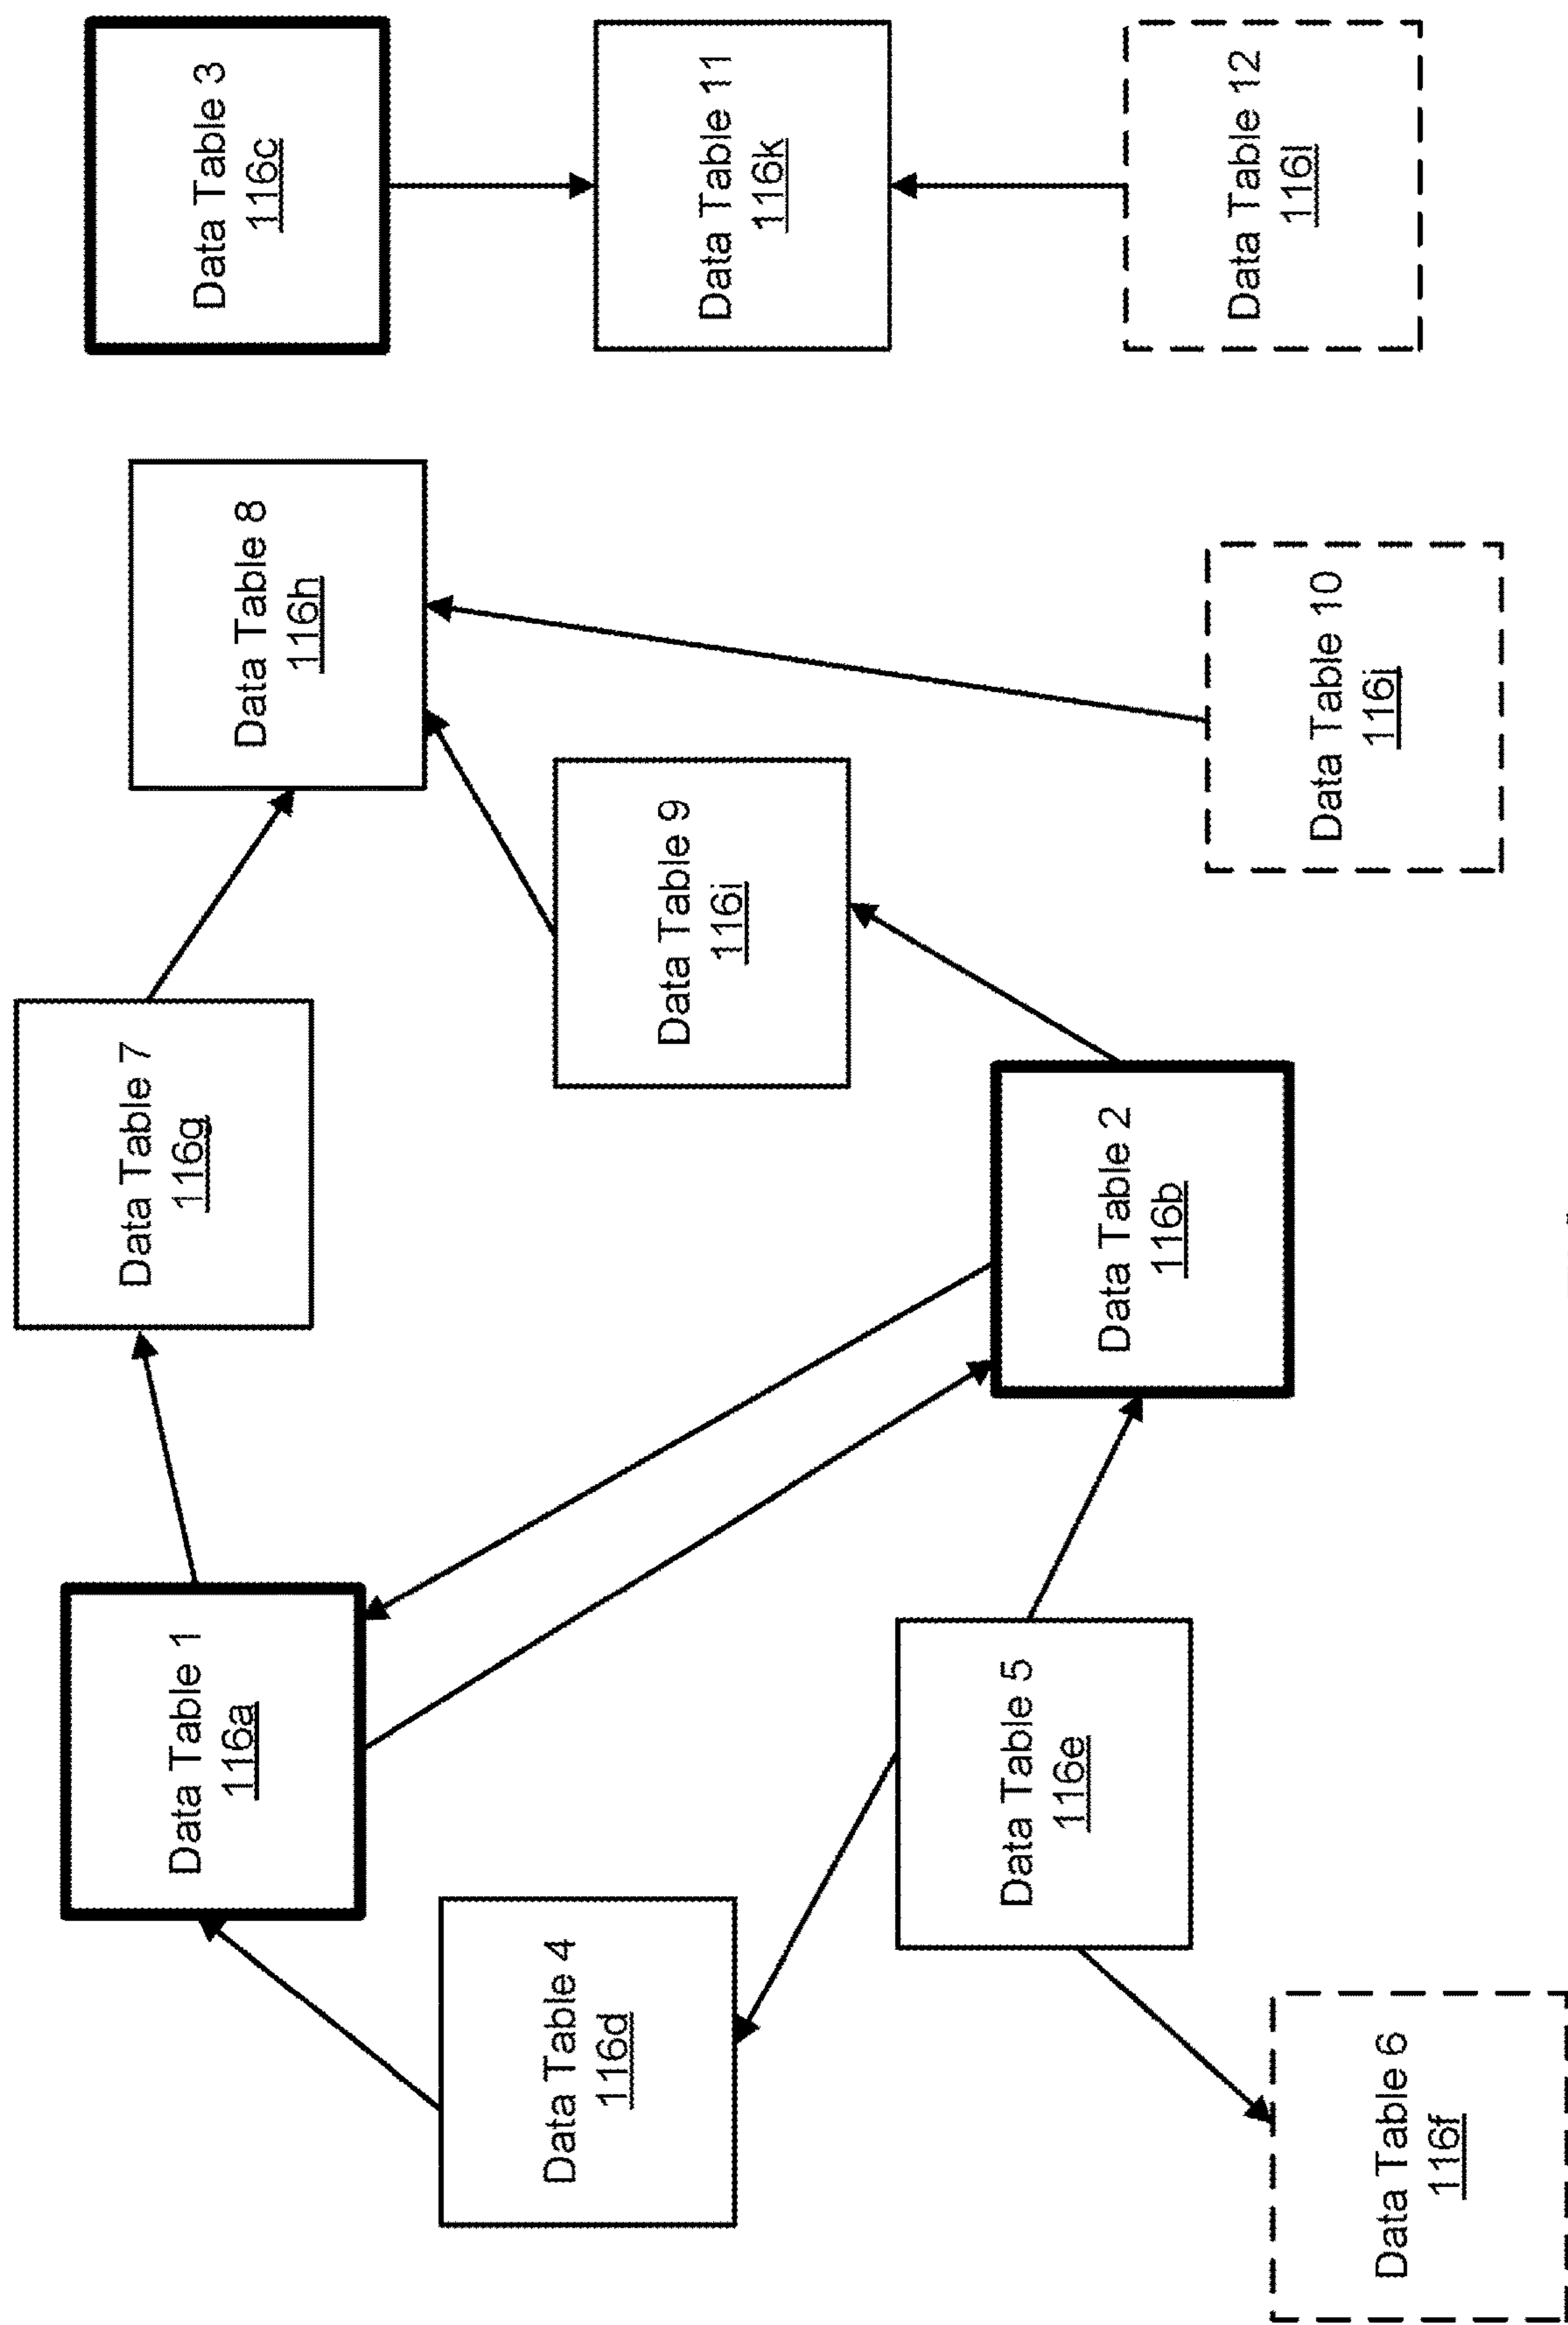 Data Table 1
116a
Data Table 7
116g
Data Table 8
116h
Data Table 3
116c
Data Table 4
116d
Data Table 9
116i
Data Table 11
116k
Data Table 5
116e
Data Table 2
116b
Data Table 10
116j
Data Table 12
116l
Data Table 6
116f